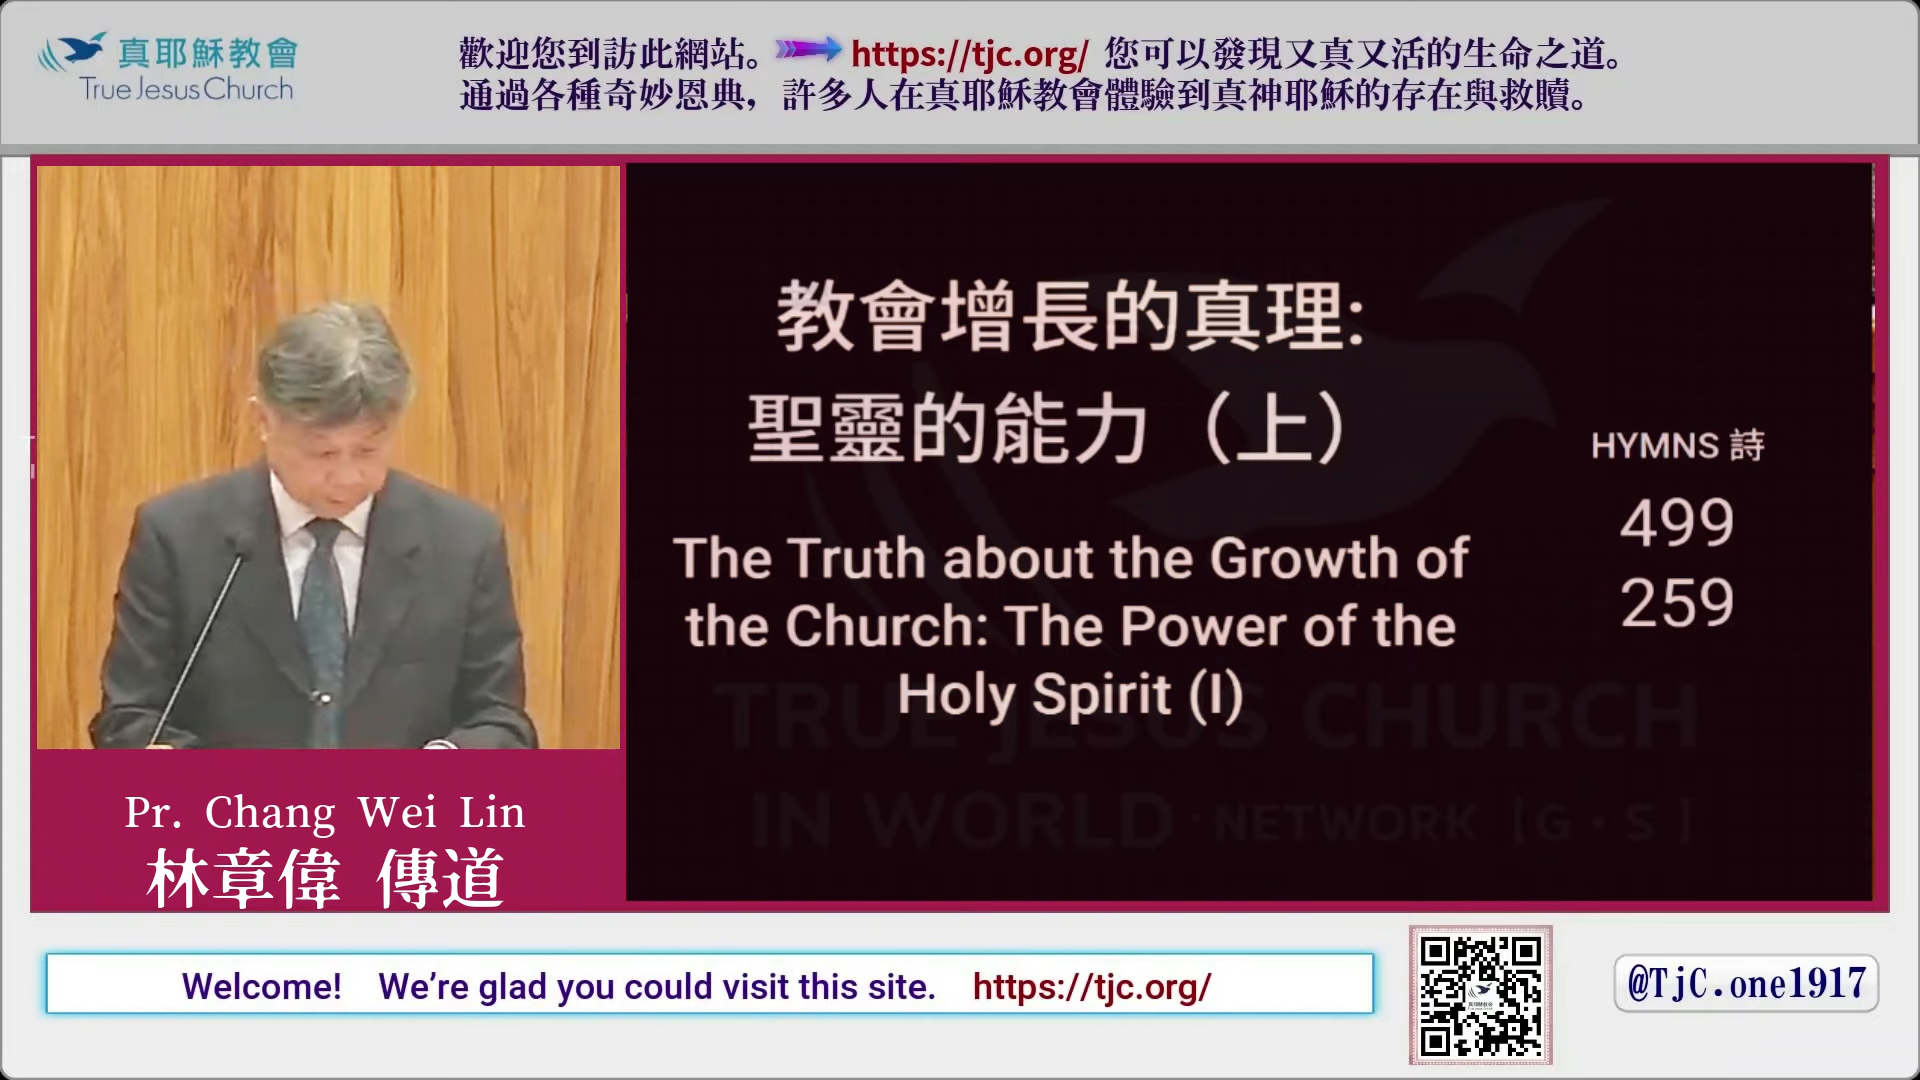 真耶穌教會
True Jesus Church
歡迎您到訪此網站。 https://tjc.org/ 您可以發現又真又活的生命之道。
通過各種奇妙恩典，許多人在真耶穌教會體驗到真神耶穌的存在與救贖。
教會增長的真理:
聖靈的能力（上）
The Truth about the Growth of
the Church: The Power of the
Holy Spirit (I)
HYMNS 詩
499
259
TRUE JESUS CHURCH
IN WORLD · NETWORK [G · S]
Pr. Chang Wei Lin
林章偉 傳道
Welcome! We’re glad you could visit this site. https://tjc.org/
@TjC.one1917